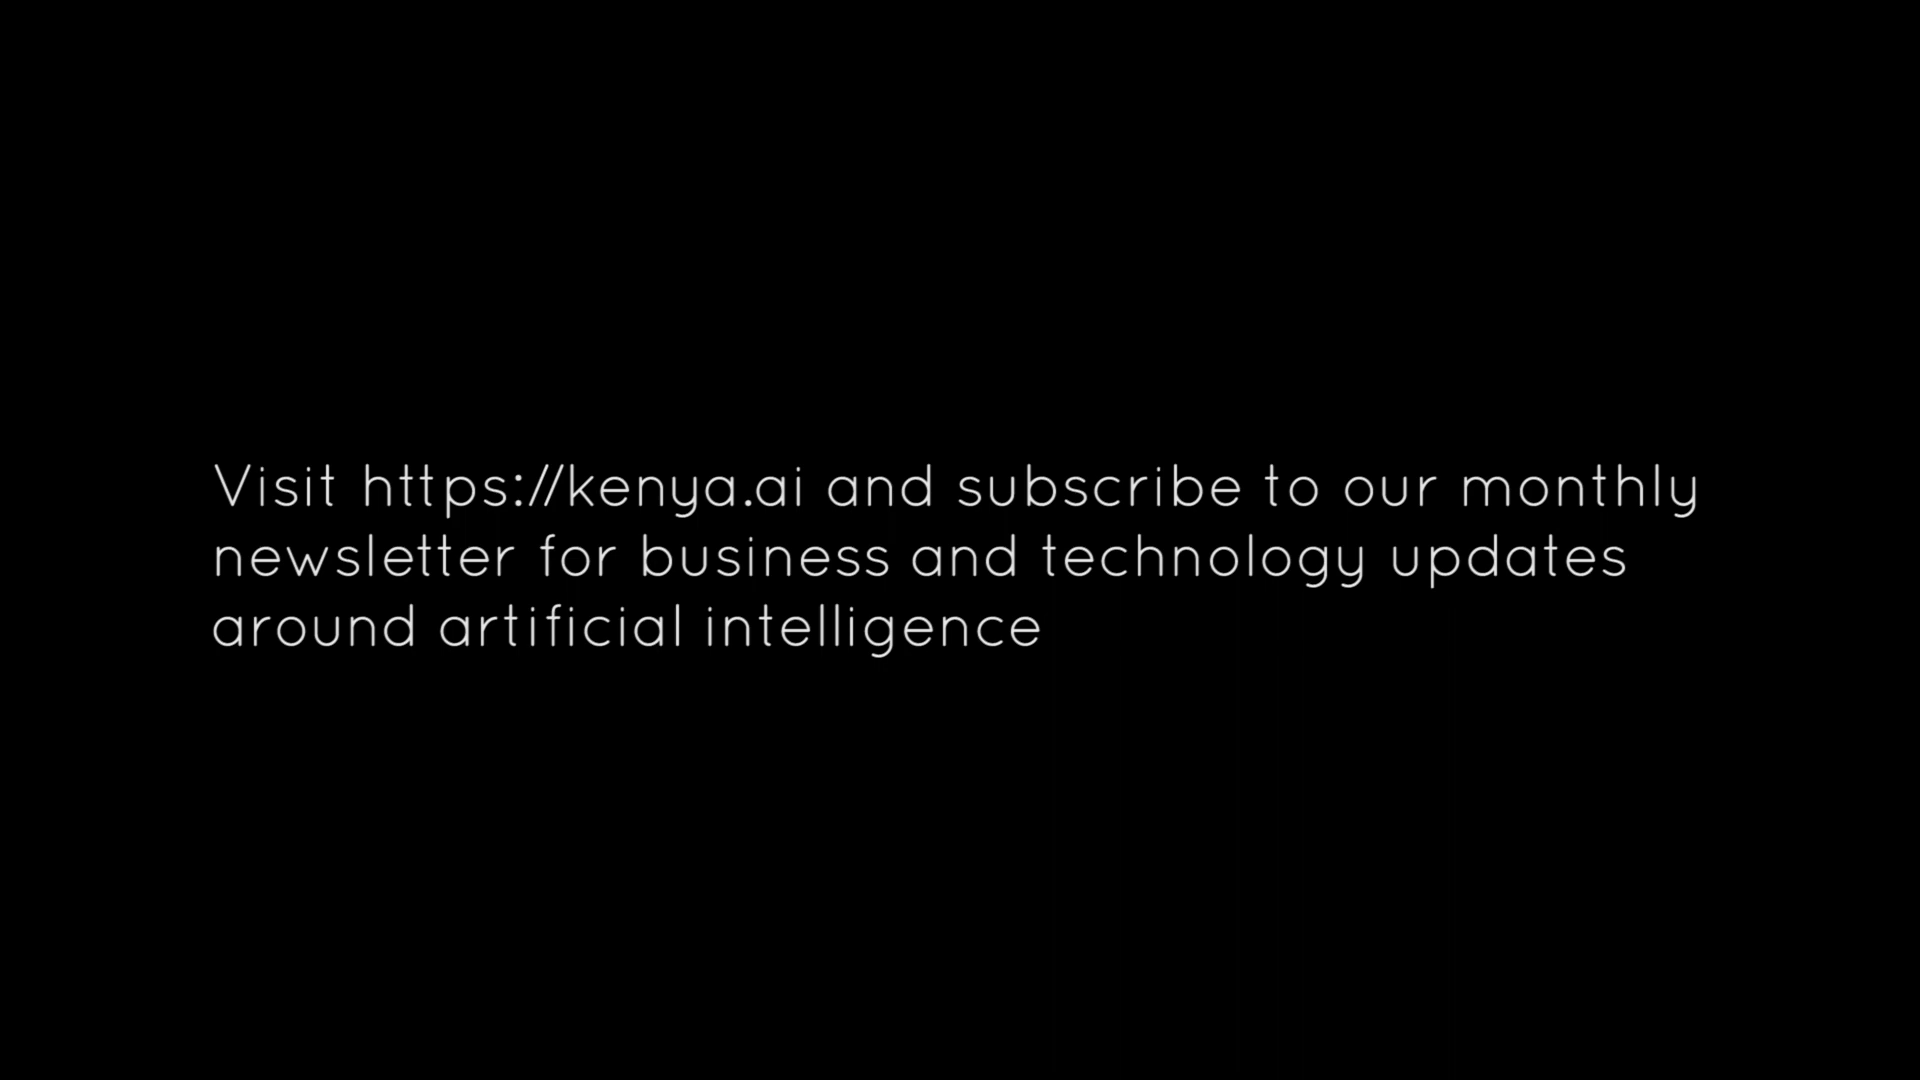 Visit https://kenya.ai and subscribe to our monthly
newsletter for business and technology updates
around artificial intelligence